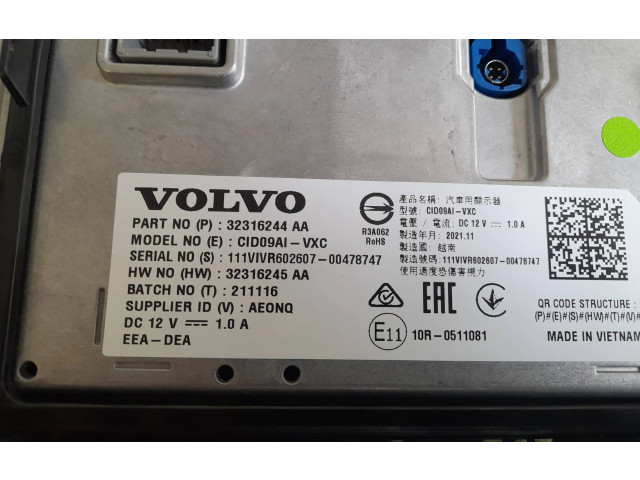 VOLVO
PART NO (P) : 32316244 AA
MODEL NO (E) : CID09AI-VXC
SERIAL NO (S) : 111VIVR602607-00478747
HW NO (HW) : 32316245 AA
BATCH NO (T) : 211116
SUPPLIER ID (V) : AEONQ
DC 12 V ⎓ 1.0 A
EEA-DEA
R3A062
RoHS
產品名稱: 汽車用顯示器
型號: CID09AI-VXC
電壓 / 電流: DC 12 V ⎓ 1.0 A
製造年月: 2021.11
製造國: 越南
製造號碼: 111VIVR602607-00478747
使用過度恐傷害視力
EAC
E11 10R-0511081
QR CODE STRUCTURE :
(P)#(E)#(S)#(HW)#(T)#(V)#
MADE IN VIETNAM